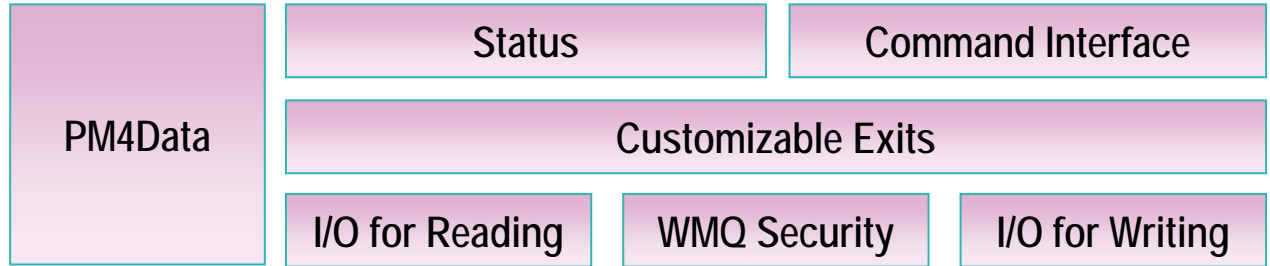 PM4Data
Status
Command Interface
Customizable Exits
I/O for Reading
WMQ Security
I/O for Writing